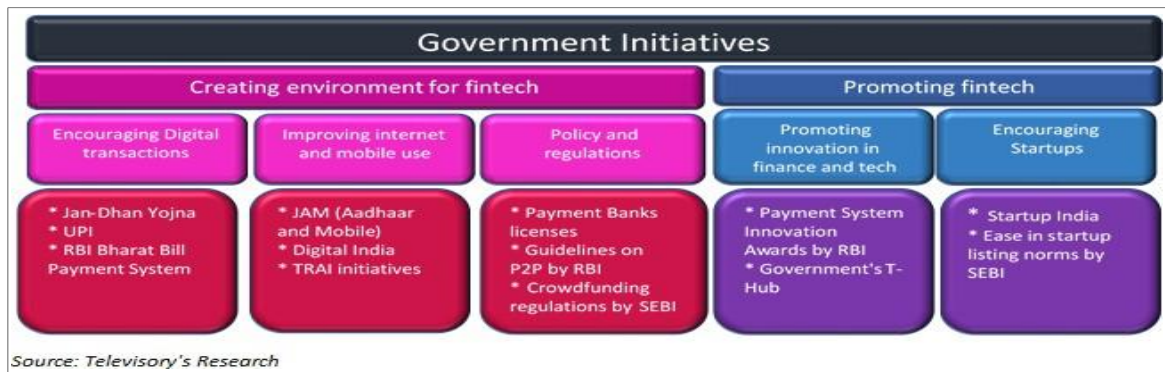 Government Initiatives
Creating environment for fintech
Promoting fintech
Encouraging Digital
transactions
Improving internet
and mobile use
Policy and
regulations
Promoting
innovation in
finance and tech
Encouraging
Startups
* Jan-Dhan Yojna
* UPI
* RBI Bharat Bill
Payment System
* JAM (Aadhaar
and Mobile)
* Digital India
* TRAI initiatives
* Payment Banks
licenses
* Guidelines on
P2P by RBI
* Crowdfunding
regulations by SEBI
* Payment System
Innovation
Awards by RBI
* Government's T-
Hub
* Startup India
* Ease in startup
listing norms by
SEBI
Source: Televisory's Research